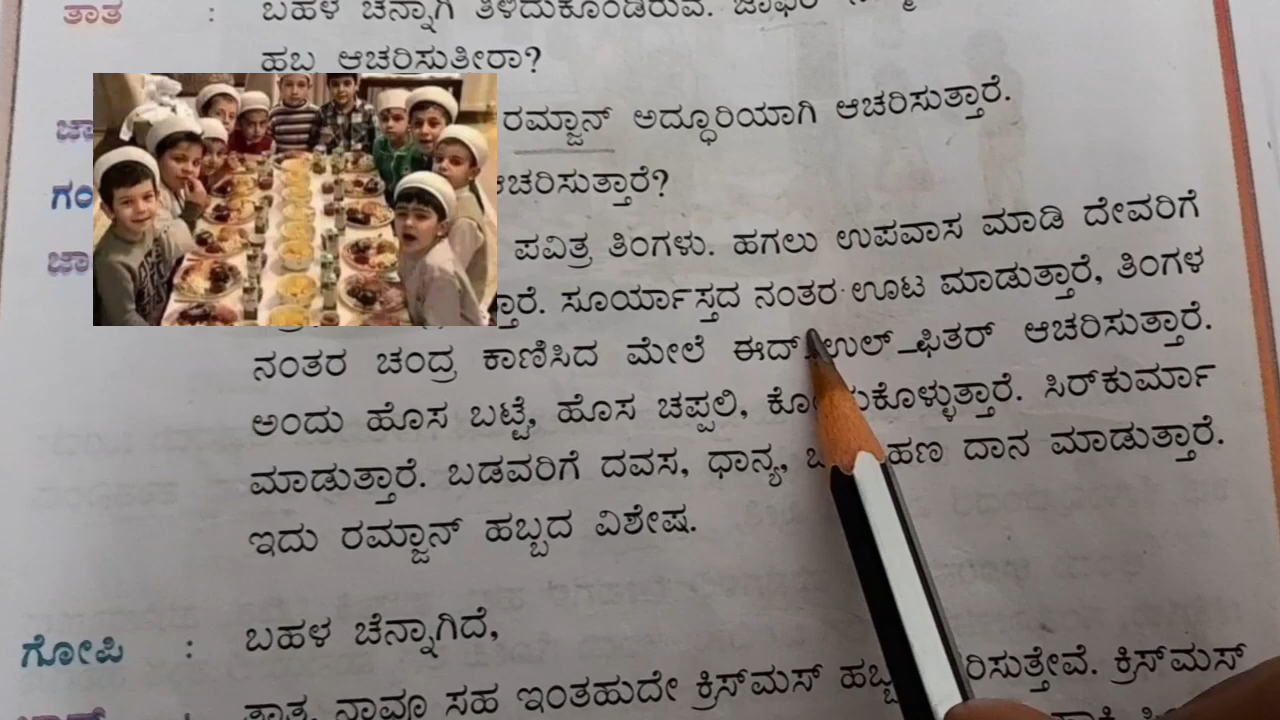 ತಾತ : ಬಹಳ ಚೆನ್ನಾಗಿ ತಿಳಿದುಕೊಂಡಿರುವೆ.
ಹಬ್ಬ ಆಚರಿಸುತ್ತೀರಾ?
ರಮ್ಜಾನ್ ಅದ್ಧೂರಿಯಾಗಿ ಆಚರಿಸುತ್ತಾರೆ.
ಆಚರಿಸುತ್ತಾರೆ?
ಪವಿತ್ರ ತಿಂಗಳು. ಹಗಲು ಉಪವಾಸ ಮಾಡಿ ದೇವರಿಗೆ
ಸೂರ್ಯಾಸ್ತದ ನಂತರ ಊಟ ಮಾಡುತ್ತಾರೆ, ತಿಂಗಳ
ನಂತರ ಚಂದ್ರ ಕಾಣಿಸಿದ ಮೇಲೆ ಈದ್ ಉಲ್ ಫಿತರ್ ಆಚರಿಸುತ್ತಾರೆ.
ಅಂದು ಹೊಸ ಬಟ್ಟೆ, ಹೊಸ ಚಪ್ಪಲಿ, ಸಿರ್‌ಕುರ್ಮಾ
ಮಾಡುತ್ತಾರೆ. ಬಡವರಿಗೆ ದವಸ, ಧಾನ್ಯ, ಹಣ ದಾನ ಮಾಡುತ್ತಾರೆ.
ಇದು ರಮ್ಜಾನ್ ಹಬ್ಬದ ವಿಶೇಷ.
ಗೋಪಿ : ಬಹಳ ಚೆನ್ನಾಗಿದೆ,
ತಾತ, ನಾವೂ ಸಹ ಇಂತಹುದೇ ಕ್ರಿಸ್‌ಮಸ್ ಹಬ್ಬ ಕ್ರಿಸ್‌ಮಸ್